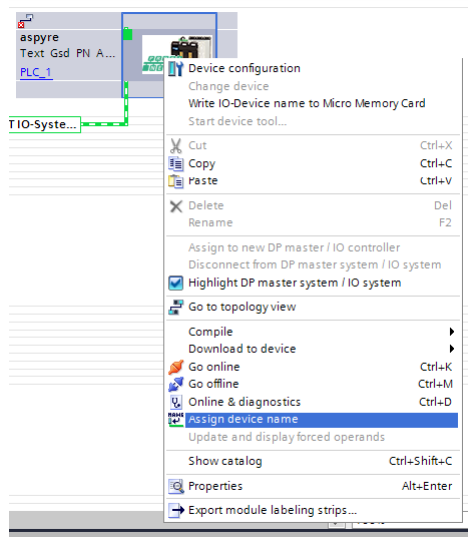 aspyre
Text Gsd PN A...
PLC_1
T IO-Syste...
Device configuration
Change device
Write IO-Device name to Micro Memory Card
Start device tool...
Cut Ctrl+X
Copy Ctrl+C
Paste Ctrl+V
Delete Del
Rename F2
Assign to new DP master / IO controller
Disconnect from DP master system / IO system
Highlight DP master system / IO system
Go to topology view
Compile
Download to device
Go online Ctrl+K
Go offline Ctrl+M
Online & diagnostics Ctrl+D
Assign device name
Update and display forced operands
Show catalog Ctrl+Shift+C
Properties Alt+Enter
Export module labeling strips...